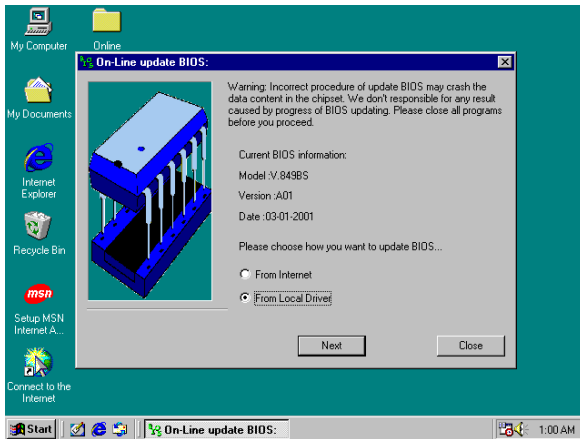 My Computer
Online
On-Line update BIOS:
Warning: Incorrect procedure of update BIOS may crash the
data content in the chipset. We don't responsible for any result
caused by progress of BIOS updating. Please close all programs
before you proceed.
My Documents
Current BIOS information:
Model :V.849BS
Version :A01
Date :03-01-2001
Internet
Explorer
Please choose how you want to update BIOS...
Recycle Bin
From Internet
From Local Driver
msn
Setup MSN
Internet A...
Next
Close
Connect to the
Internet
Start
On-Line update BIOS:
1:00 AM